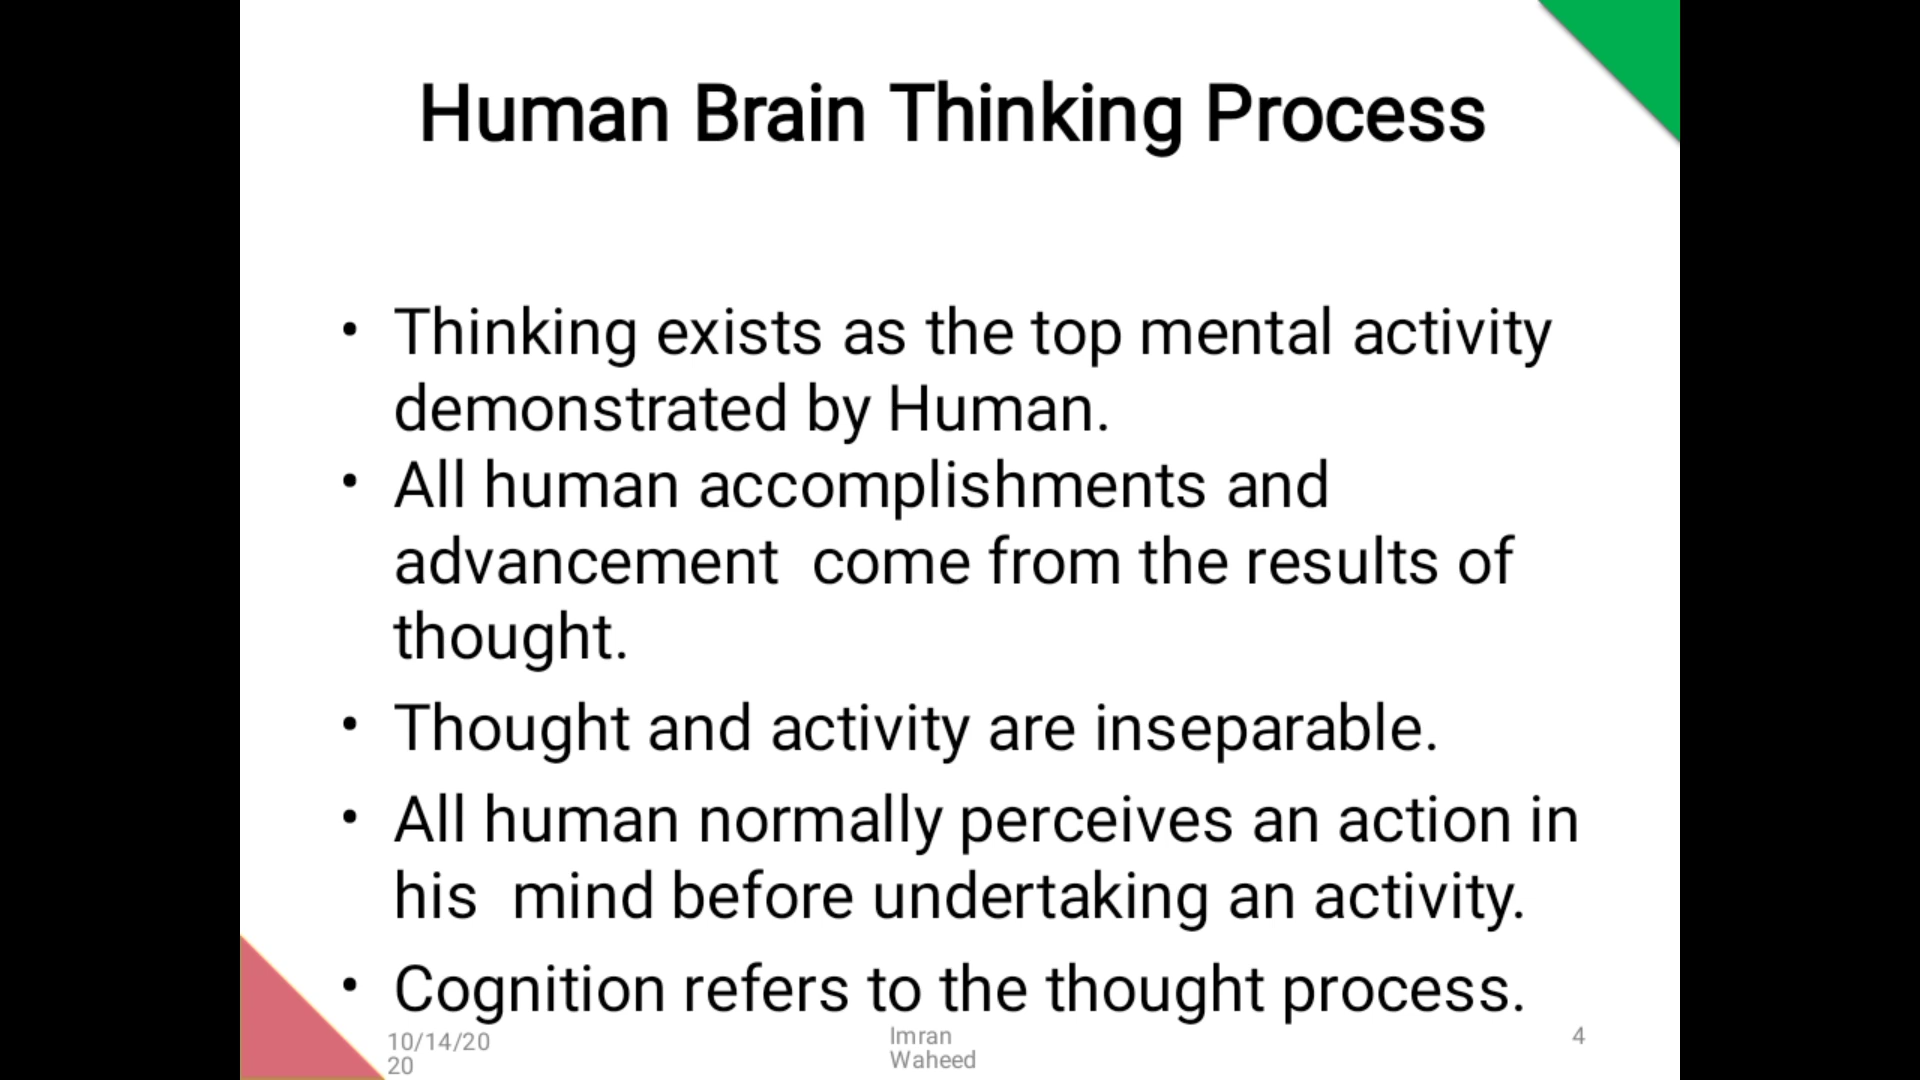 Human Brain Thinking Process
• Thinking exists as the top mental activity
demonstrated by Human.
• All human accomplishments and
advancement  come from the results of
thought.
• Thought and activity are inseparable.
• All human normally perceives an action in
his  mind before undertaking an activity.
• Cognition refers to the thought process.
10/14/20
20
Imran
Waheed
4